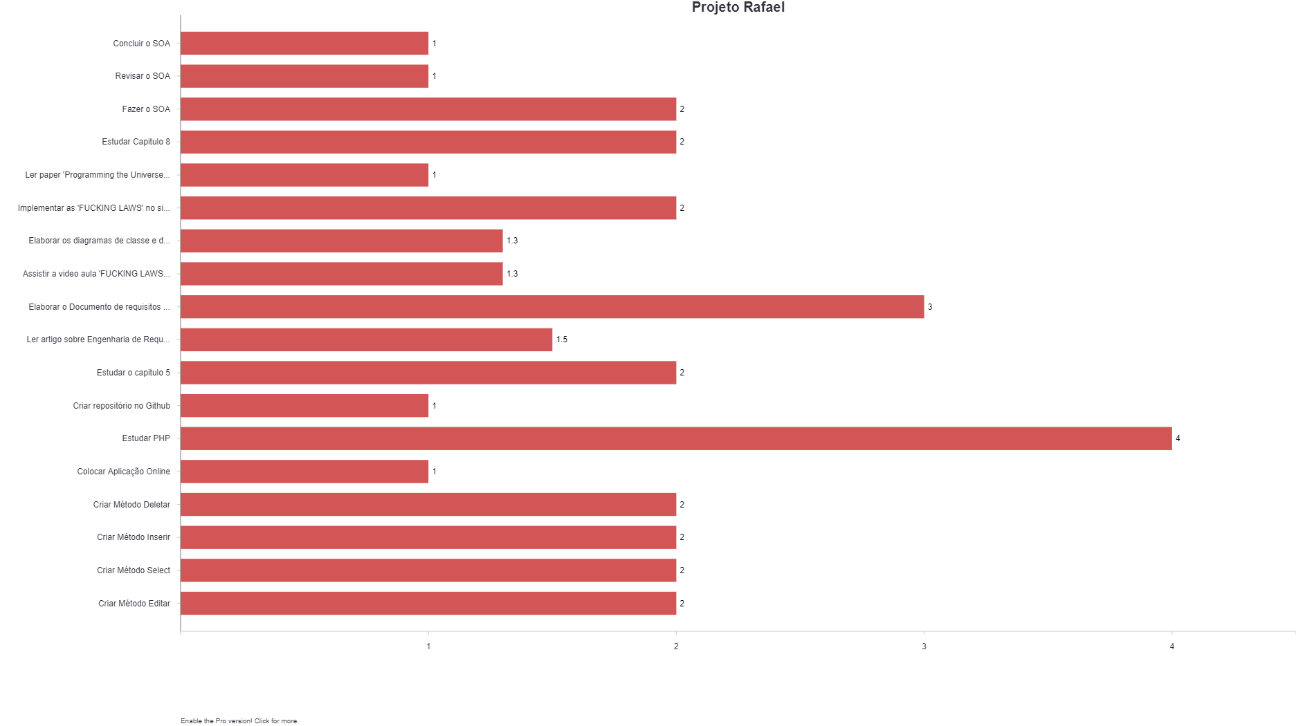 Projeto Rafael
Concluir o SOA 1
Revisar o SOA 1
Fazer o SOA 2
Estudar Capitulo 8 2
Ler paper 'Programming the Universe... 1
Implementar as 'FUCKING LAWS' no si... 2
Elaborar os diagramas de classe e d... 1.3
Assistir a video aula 'FUCKING LAWS... 1.3
Elaborar o Documento de requisitos ... 3
Ler artigo sobre Engenharia de Requ... 1.5
Estudar o capitulo 5 2
Criar repositório no Github 1
Estudar PHP 4
Colocar Aplicação Online 1
Criar Método Deletar 2
Criar Método Inserir 2
Criar Método Select 2
Criar Método Editar 2
1 2 3 4
Enable the Pro version! Click for more.